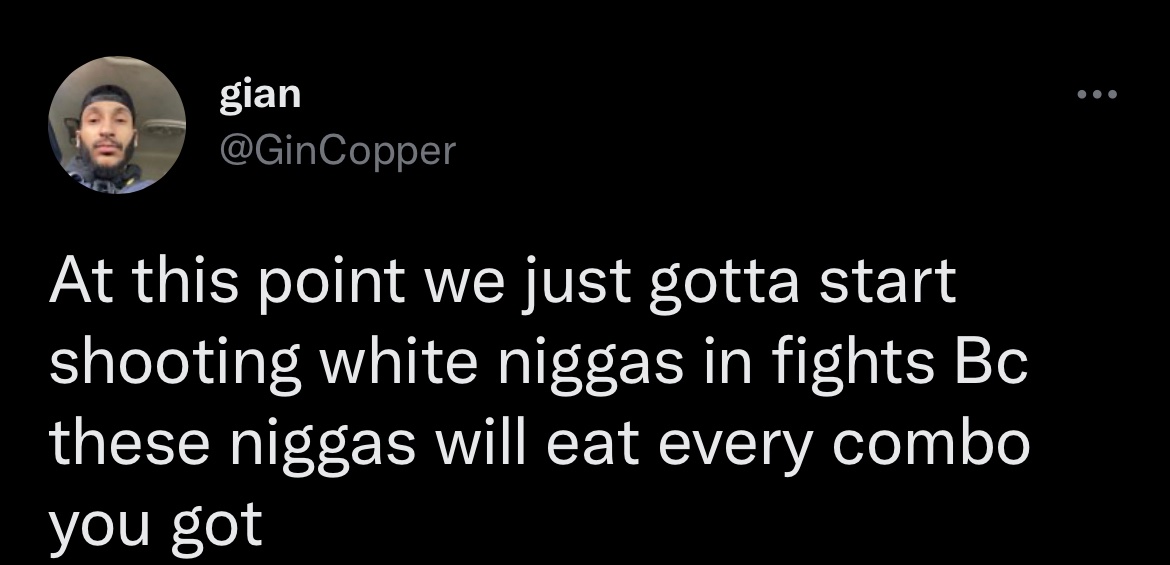 gian
@GinCopper
At this point we just gotta start
shooting white niggas in fights Bc
these niggas will eat every combo
you got